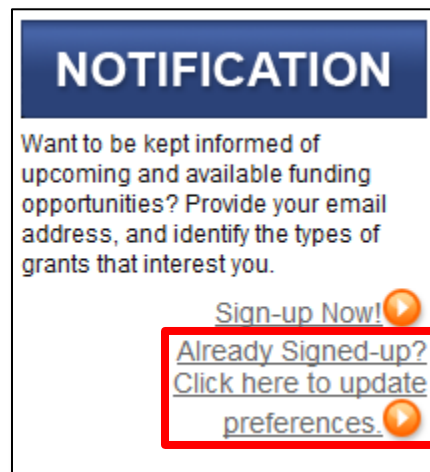 NOTIFICATION
Want to be kept informed of
upcoming and available funding
opportunities? Provide your email
address, and identify the types of
grants that interest you.
Sign-up Now!
Already Signed-up?
Click here to update
preferences.